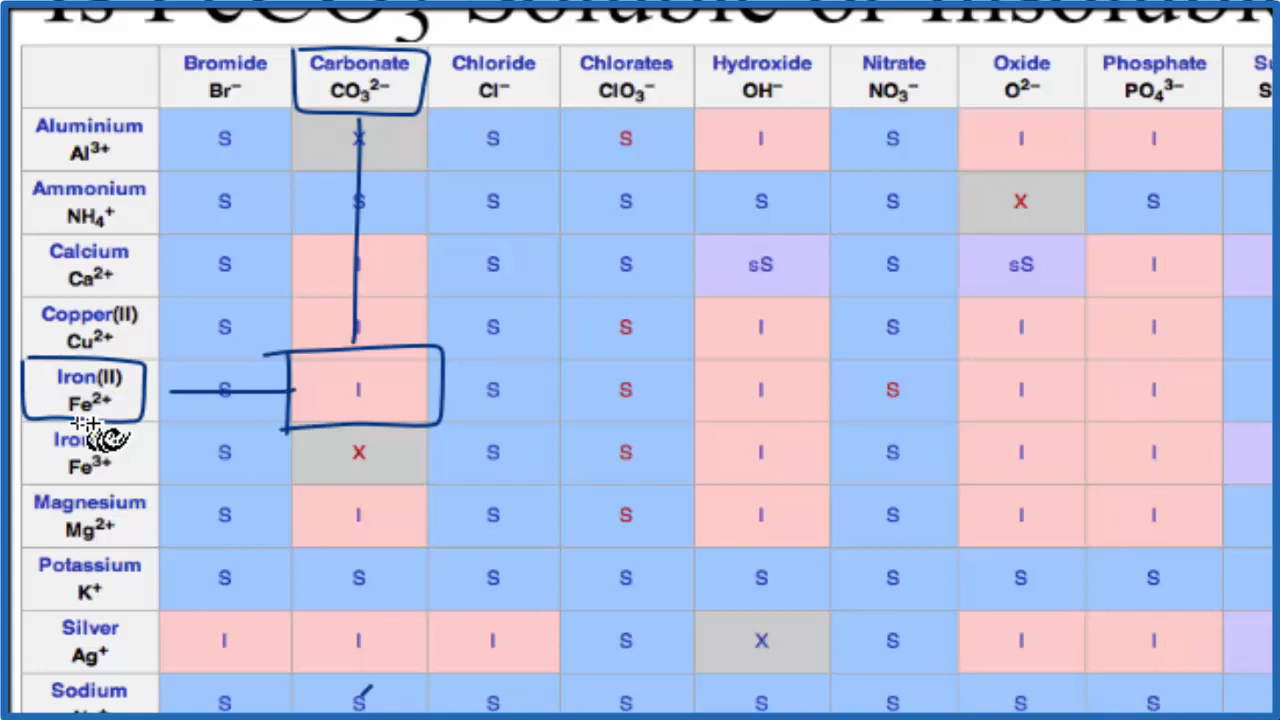 Is FeCO3 Soluble or Insoluble
Bromide Carbonate Chloride Chlorates Hydroxide Nitrate Oxide Phosphate
Br⁻ CO₃²⁻ Cl⁻ ClO₃⁻ OH⁻ NO₃⁻ O²⁻ PO₄³⁻
Aluminium
Al³⁺ S X S S I S I I
Ammonium
NH₄⁺ S S S S S S X S
Calcium
Ca²⁺ S I S S sS S sS I
Copper(II)
Cu²⁺ S I S S I S I I
Iron(II)
Fe²⁺ S I S S I S I I
Fe³⁺ S X S S I S I I
Magnesium
Mg²⁺ S I S S I S I I
Potassium
K⁺ S S S S S S S S
Silver
Ag⁺ I I I S X S I I
Sodium
S S S S S S S S